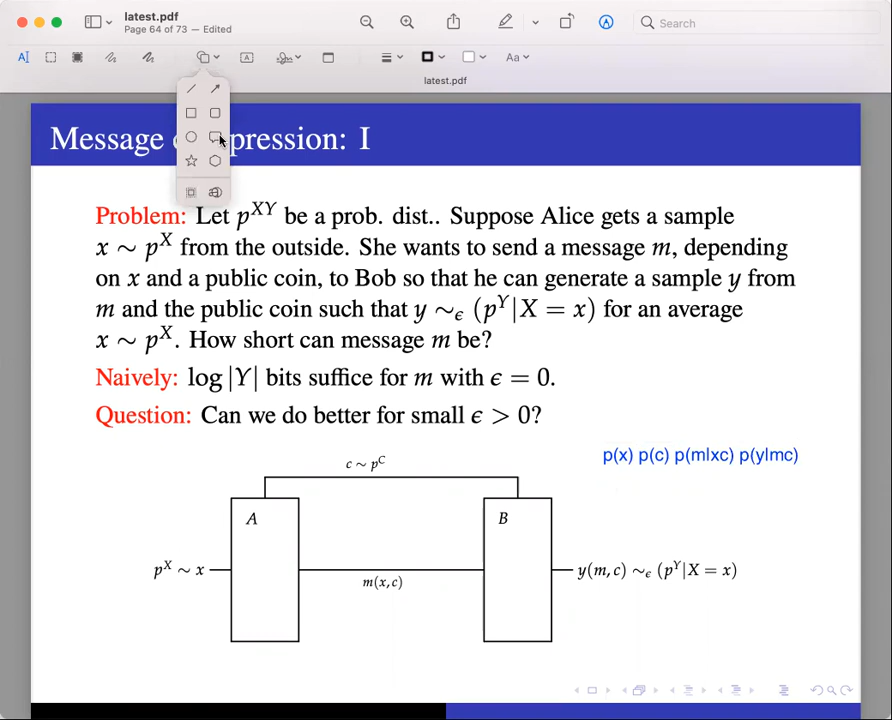 latest.pdf
Page 64 of 73 — Edited
Search
latest.pdf
Message pression: I
Problem: Let p^{XY} be a prob. dist.. Suppose Alice gets a sample
x ∼ p^X from the outside. She wants to send a message m, depending
on x and a public coin, to Bob so that he can generate a sample y from
m and the public coin such that y ∼_ϵ (p^Y|X = x) for an average
x ∼ p^X. How short can message m be?
Naively: log |Y| bits suffice for m with ϵ = 0.
Question: Can we do better for small ϵ > 0?
p(x) p(c) p(m|xc) p(y|mc)
c ∼ p^C
A
B
p^X ∼ x
m(x, c)
y(m, c) ∼_ϵ (p^Y|X = x)